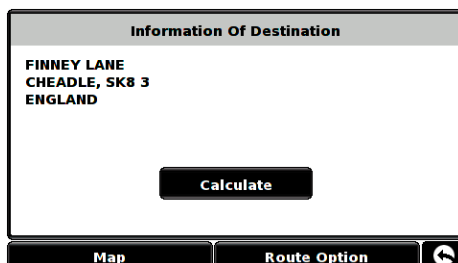 Information Of Destination
FINNEY LANE
CHEADLE, SK8 3
ENGLAND
Calculate
Map
Route Option